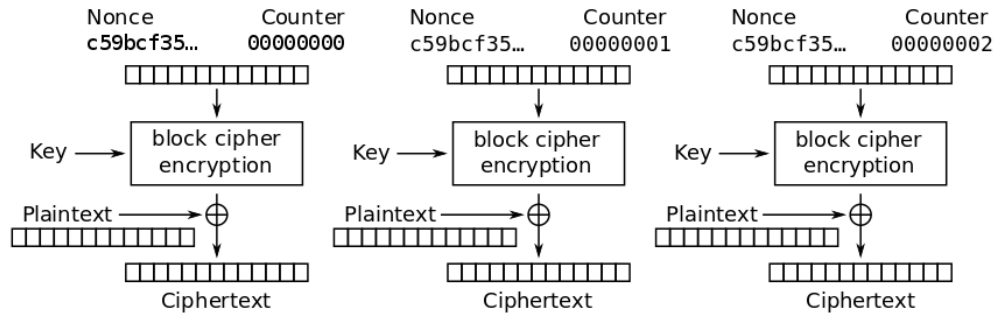 Nonce Counter Nonce Counter Nonce Counter
c59bcf35… 00000000 c59bcf35… 00000001 c59bcf35… 00000002
block cipher block cipher block cipher
Key Key Key
encryption encryption encryption
Plaintext Plaintext Plaintext
Ciphertext Ciphertext Ciphertext